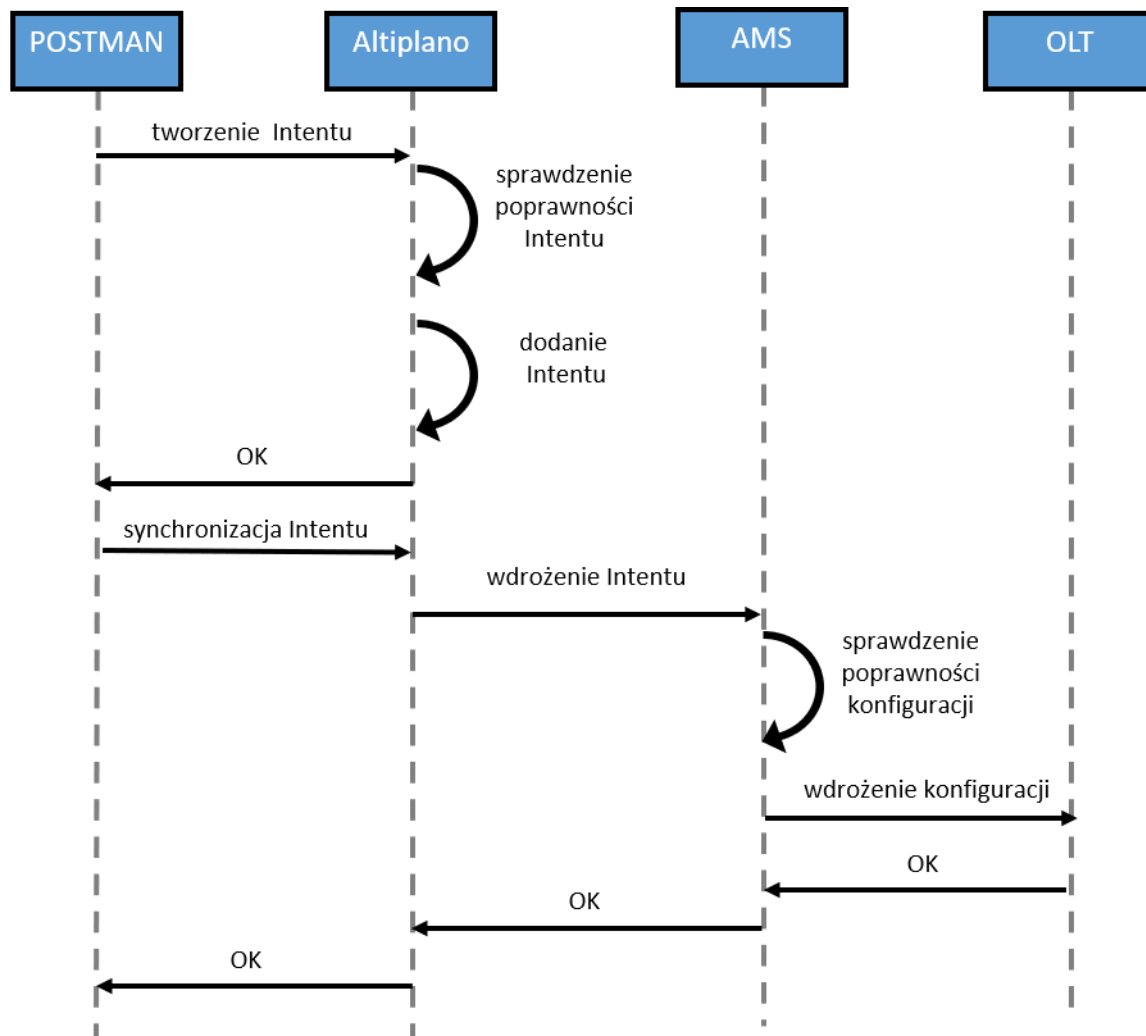 POSTMAN
Altiplano
AMS
OLT
tworzenie Intentu
sprawdzenie
poprawności
Intentu
dodanie
Intentu
OK
synchronizacja Intentu
wdrożenie Intentu
sprawdzenie
poprawności
konfiguracji
wdrożenie konfiguracji
OK
OK
OK